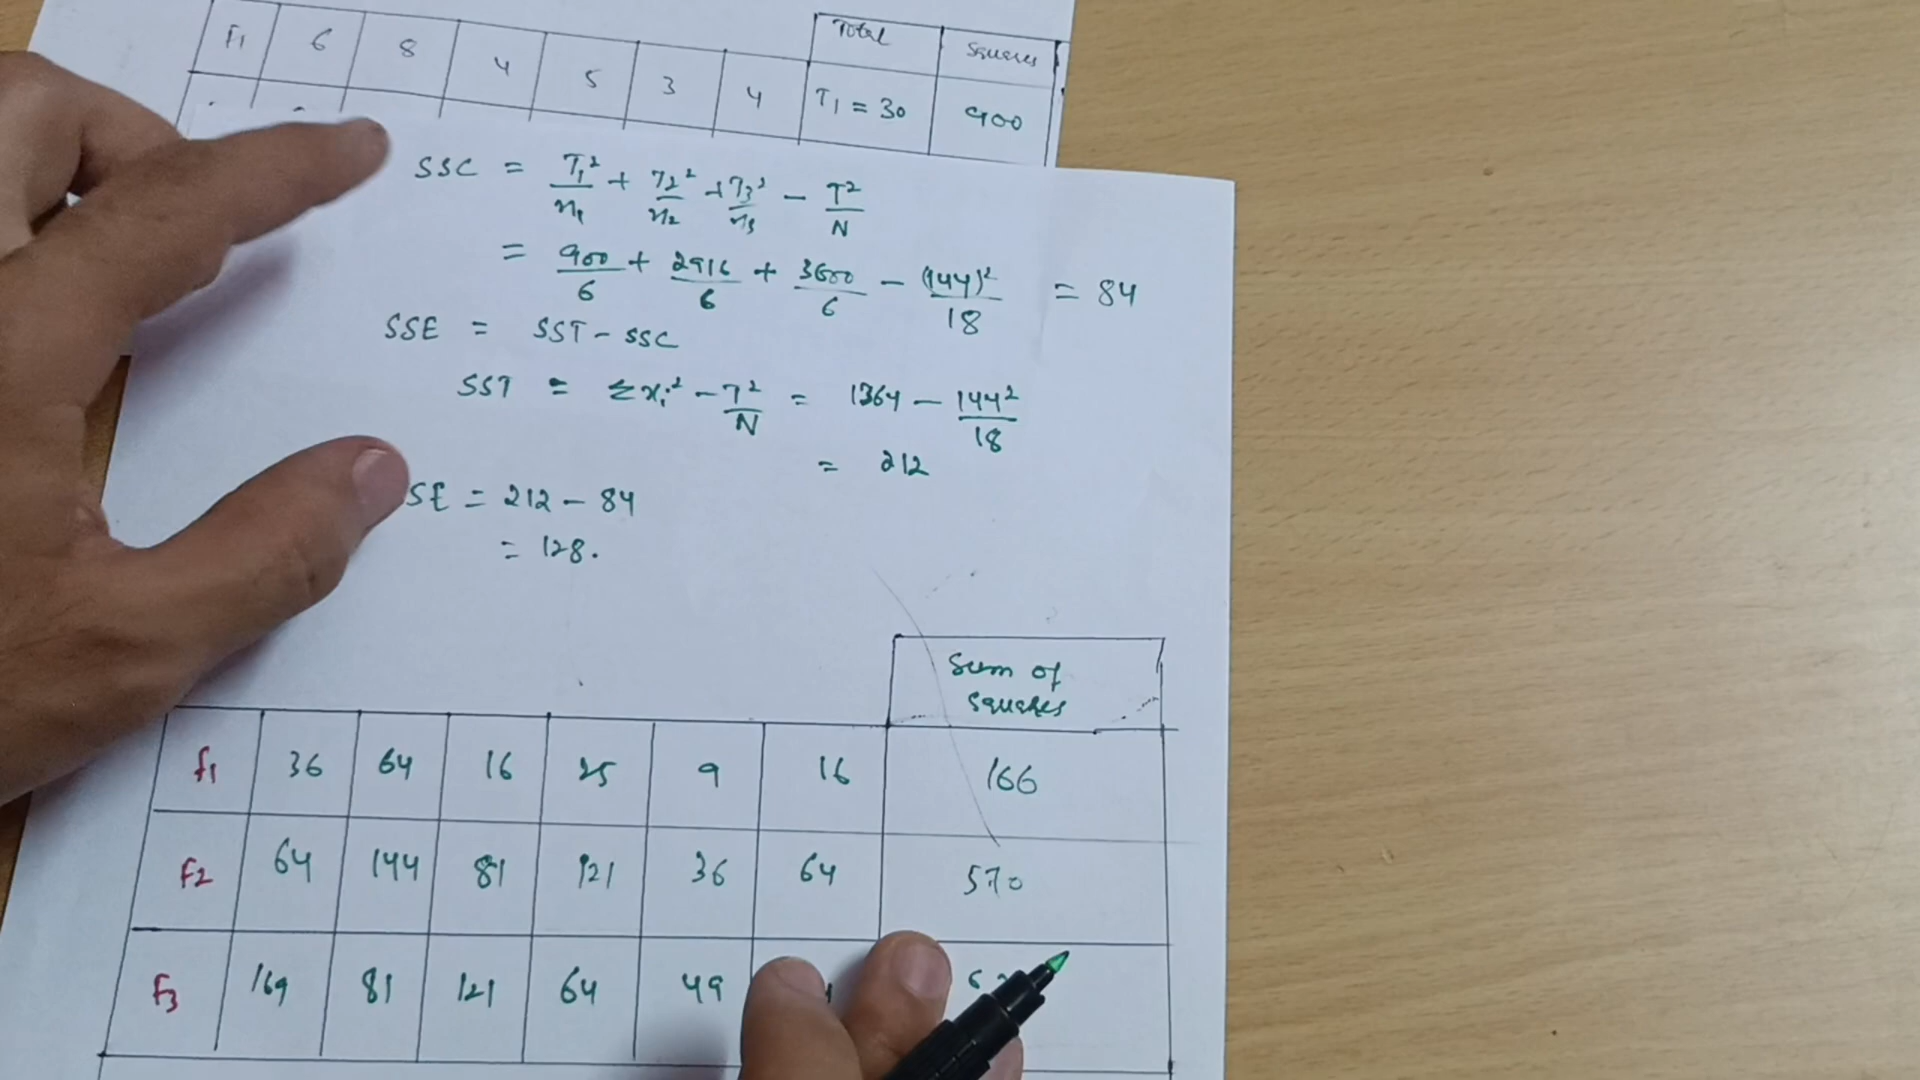 Total Squares
F1 6 8 4 5 3 4 T1 = 30 900
SSC = T1²/n1 + T2²/n2 + T3²/n3 - T²/N
= 900/6 + 2916/6 + 3600/6 - (144)²/18 = 84
SSE = SST - SSC
SST = Σxi² - T²/N = 1364 - 144²/18
= 212
SE = 212 - 84
= 128.
Sum of
squares
F1 36 64 16 25 9 16 166
F2 64 144 81 121 36 64 570
F3 169 81 121 64 49